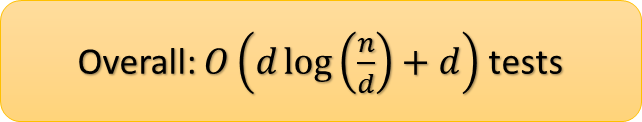 Overall: 𝑂 (𝑑 log (𝑛/𝑑) + 𝑑) tests